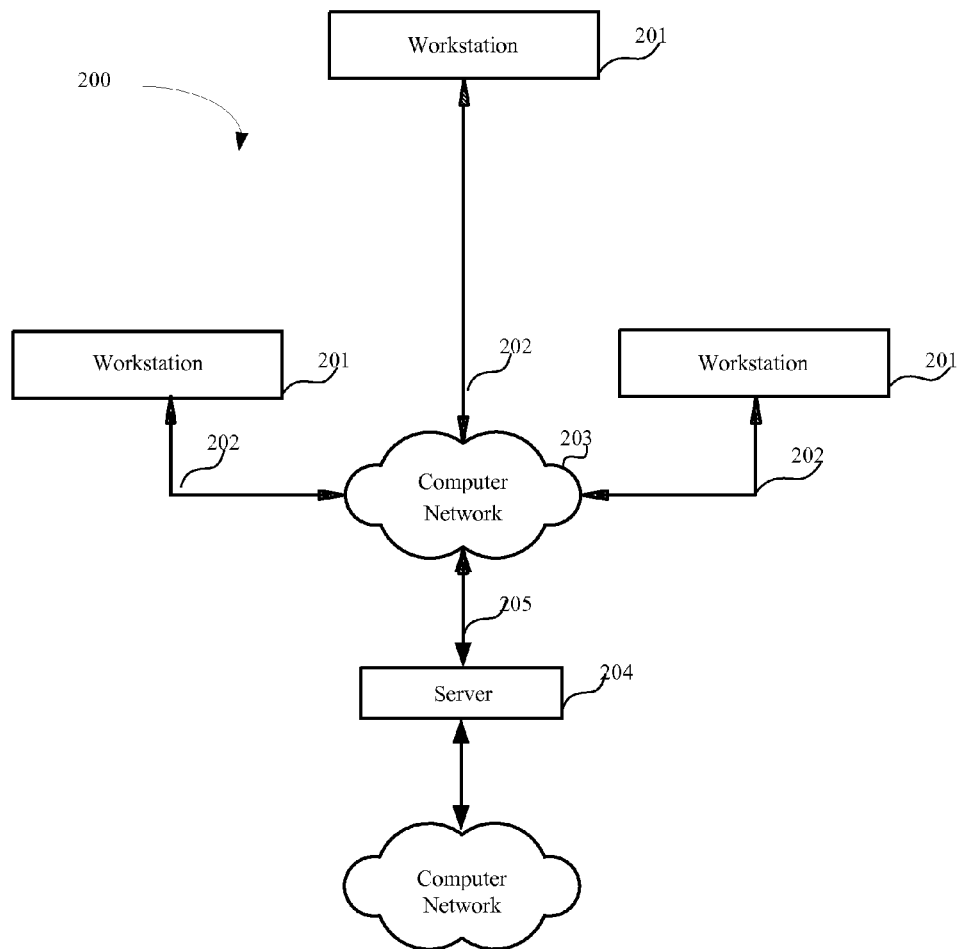 Workstation
201
200
Workstation
201
202
Workstation
201
202
203
202
Computer
Network
205
Server
204
Computer
Network